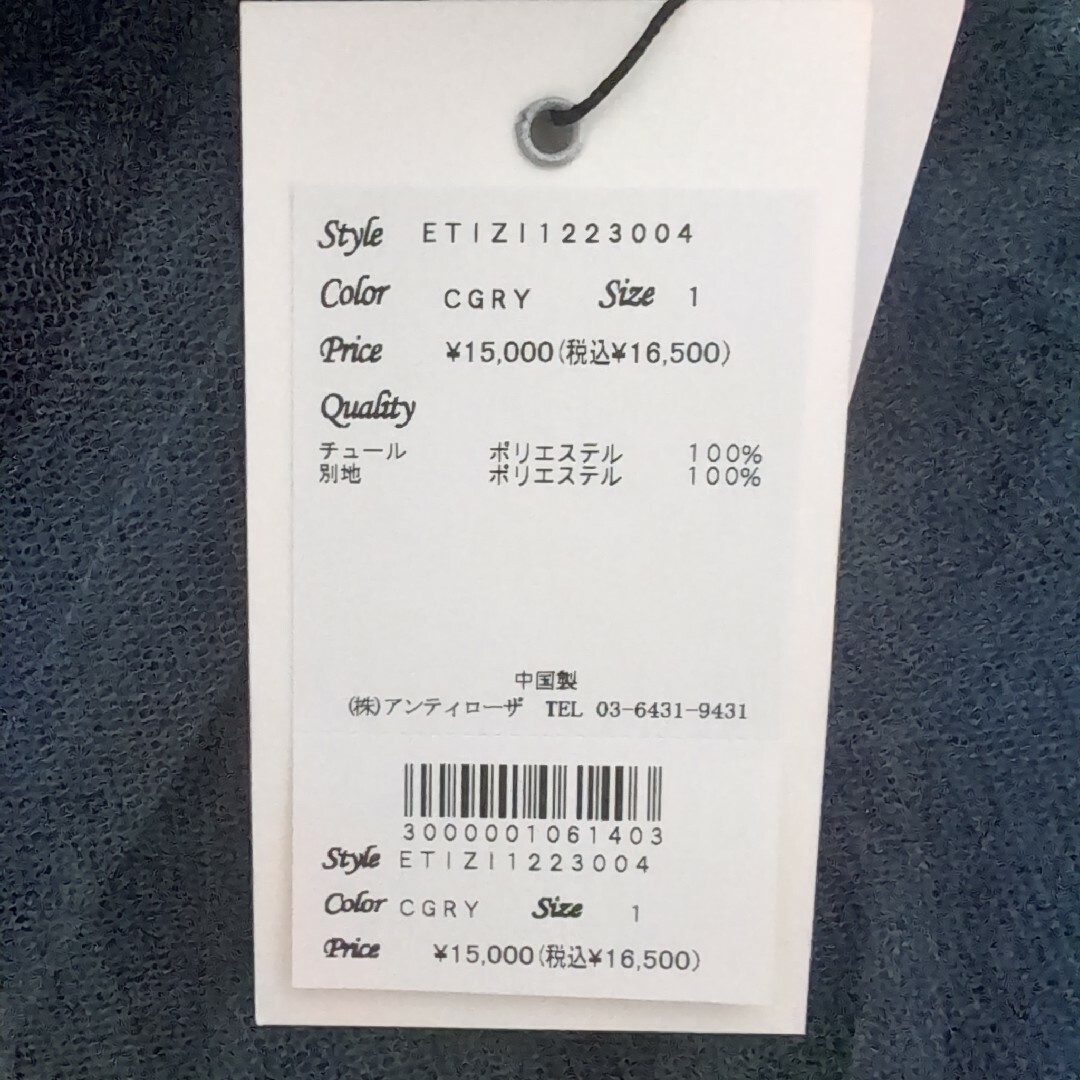 Style ETIZI1223004
Color CGRY Size 1
Price ¥15,000(税込¥16,500)
Quality
チュール ポリエステル 100%
別地 ポリエステル 100%
中国製
(株)アンティローザ TEL 03-6431-9431
3000001061403
Style ETIZI1223004
Color CGRY Size 1
Price ¥15,000(税込¥16,500)